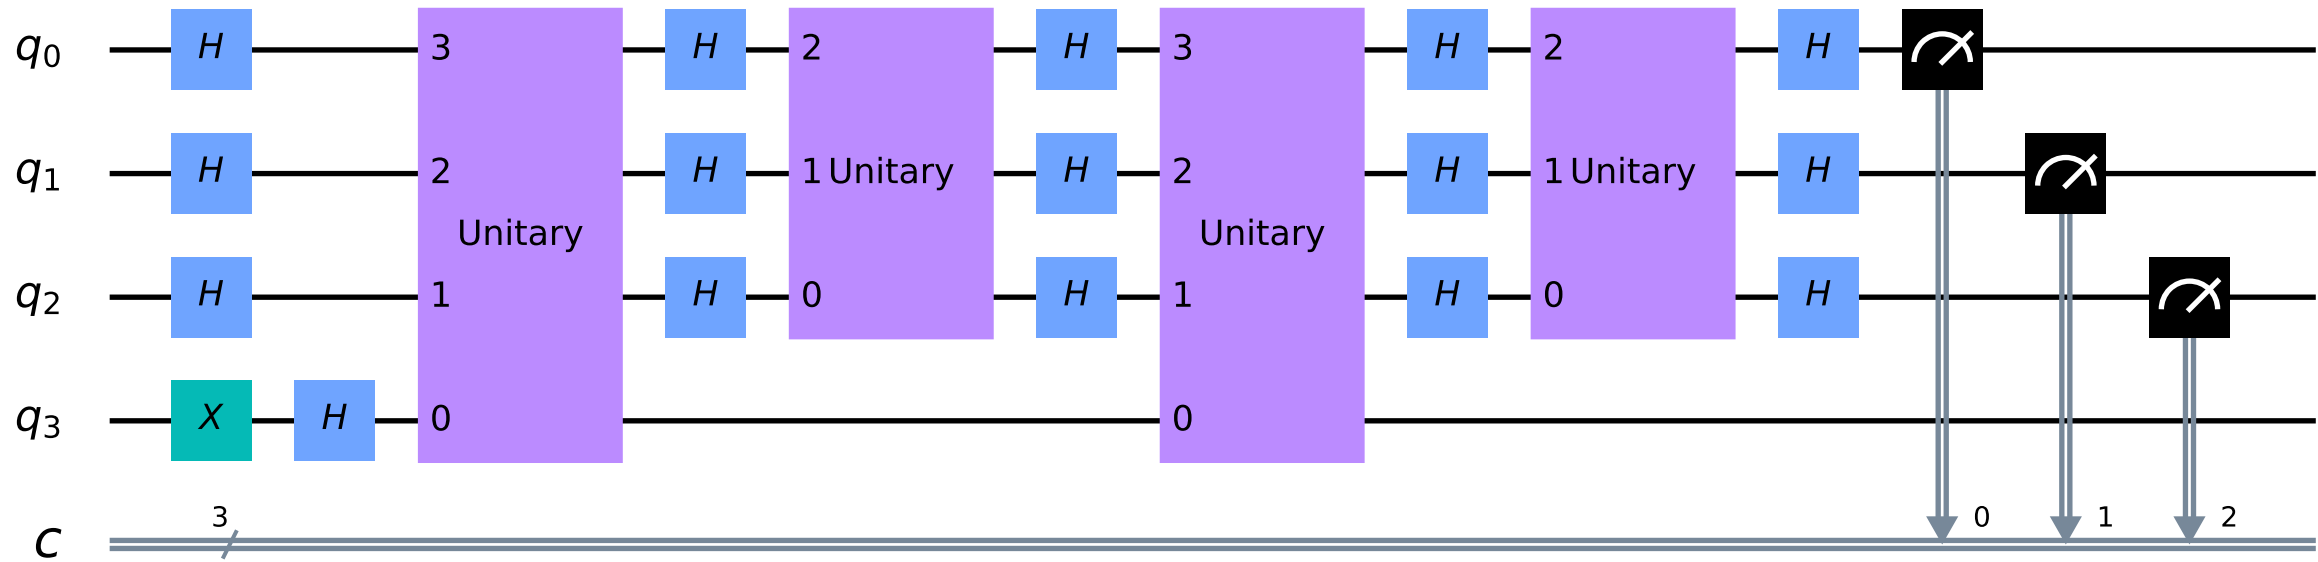 q0 H 3 H 2 H 3 H 2 H
q1 H 2 H 1 Unitary H 2 H 1 Unitary H
Unitary Unitary
q2 H 1 H 0 H 1 H 0 H
q3 X H 0 0
3 0 1 2
c